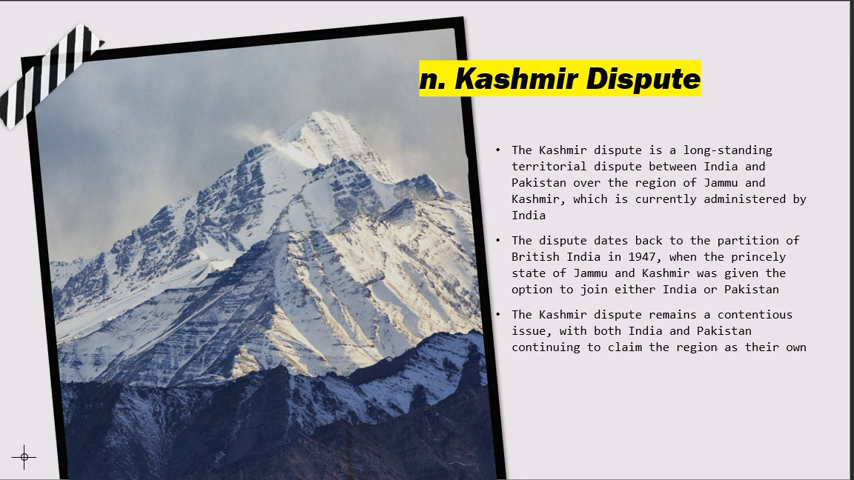 n. Kashmir Dispute
• The Kashmir dispute is a long-standing
territorial dispute between India and
Pakistan over the region of Jammu and
Kashmir, which is currently administered by
India
• The dispute dates back to the partition of
British India in 1947, when the princely
state of Jammu and Kashmir was given the
option to join either India or Pakistan
• The Kashmir dispute remains a contentious
issue, with both India and Pakistan
continuing to claim the region as their own